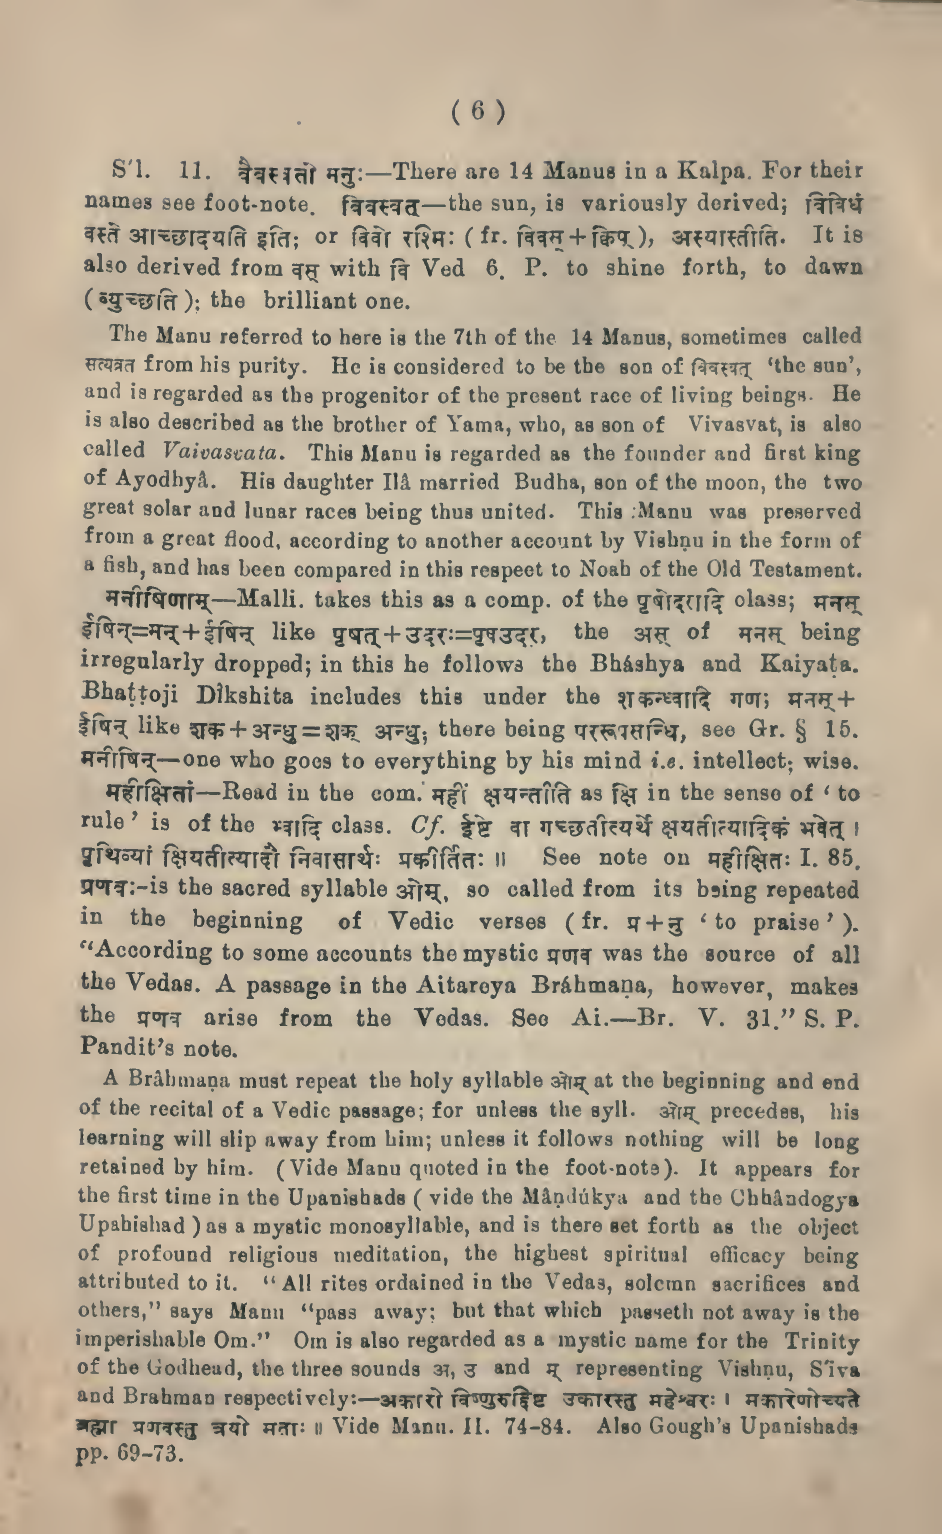 ( 6 )
S'l. 11. वैवस्वतो मनुः—There are 14 Manus in a Kalpa. For their
names see foot-note. विवस्वत्—the sun, is variously derived; विविधं
वस्ते आच्छादयति इति; or विवो रश्मिः ( fr. विवस् + क्विप् ), अस्यास्तीति. It is
also derived from वस् with वि Ved 6. P. to shine forth, to dawn
( व्युच्छति ); the brilliant one.
The Manu referred to here is the 7th of the 14 Manus, sometimes called
सत्यव्रत from his purity. He is considered to be the son of विवस्वत् ‘the sun’,
and is regarded as the progenitor of the present race of living beings. He
is also described as the brother of Yama, who, as son of Vivasvat, is also
called Vaivasvata. This Manu is regarded as the founder and first king
of Ayodhyâ. His daughter Ilâ married Budha, son of the moon, the two
great solar and lunar races being thus united. This Manu was preserved
from a great flood, according to another account by Vishṇu in the form of
a fish, and has been compared in this respect to Noah of the Old Testament.
मनीषिणाम्—Malli. takes this as a comp. of the पृषोदरादि class; मनस्
ईषिन्=मन्+ईषिन् like पृषत्+उदरः=पृषउदर, the अस् of मनस् being
irregularly dropped; in this he follows the Bháshya and Kaiyaṭa.
Bhaṭṭoji Dîkshita includes this under the शकन्ध्वादि गण; मनस्+
ईषिन् like शक+अन्धु=शक् अन्धु; there being पररूपसन्धि, see Gr. § 15.
मनीषिन्—one who goes to everything by his mind i.e. intellect; wise.
महीक्षितां—Read in the com. महीं क्षयन्तीति as क्षि in the sense of ‘ to
rule ’ is of the भ्वादि class. Cf. ईष्टे वा गच्छतीत्यर्थे क्षयतीत्यादिकं भवेत् ।
पृथिव्यां क्षियतीत्यादौ निवासार्थः प्रकीर्तितः ॥ See note on महीक्षितः I. 85.
प्रणवः-is the sacred syllable ओम्, so called from its being repeated
in the beginning of Vedic verses ( fr. प्र+नु ‘ to praise ’ ).
“According to some accounts the mystic प्रणव was the source of all
the Vedas. A passage in the Aitareya Bráhmaṇa, however, makes
the प्रणव arise from the Vedas. See Ai.—Br. V. 31.” S. P.
Pandit’s note.
A Brâhmaṇa must repeat the holy syllable ओम् at the beginning and end
of the recital of a Vedic passage; for unless the syll. ओम् precedes, his
learning will slip away from him; unless it follows nothing will be long
retained by him. ( Vide Manu quoted in the foot-note ). It appears for
the first time in the Upanishads ( vide the Mâṇdúkya and the Chhândogya
Upahishad ) as a mystic monosyllable, and is there set forth as the object
of profound religious meditation, the highest spiritual efficacy being
attributed to it. “ All rites ordained in the Vedas, solemn sacrifices and
others,” says Manu “pass away; but that which passeth not away is the
imperishable Om.” Om is also regarded as a mystic name for the Trinity
of the Godhead, the three sounds अ, उ and म् representing Vishṇu, S'iva
and Brahman respectively:—अकारो विष्णुरुद्दिष्ट उकारस्तु महेश्वरः । मकारेणोच्यते
ब्रह्मा प्रणवस्तु त्रयो मताः ॥ Vide Manu. II. 74-84. Also Gough’s Upanishads
pp. 69-73.